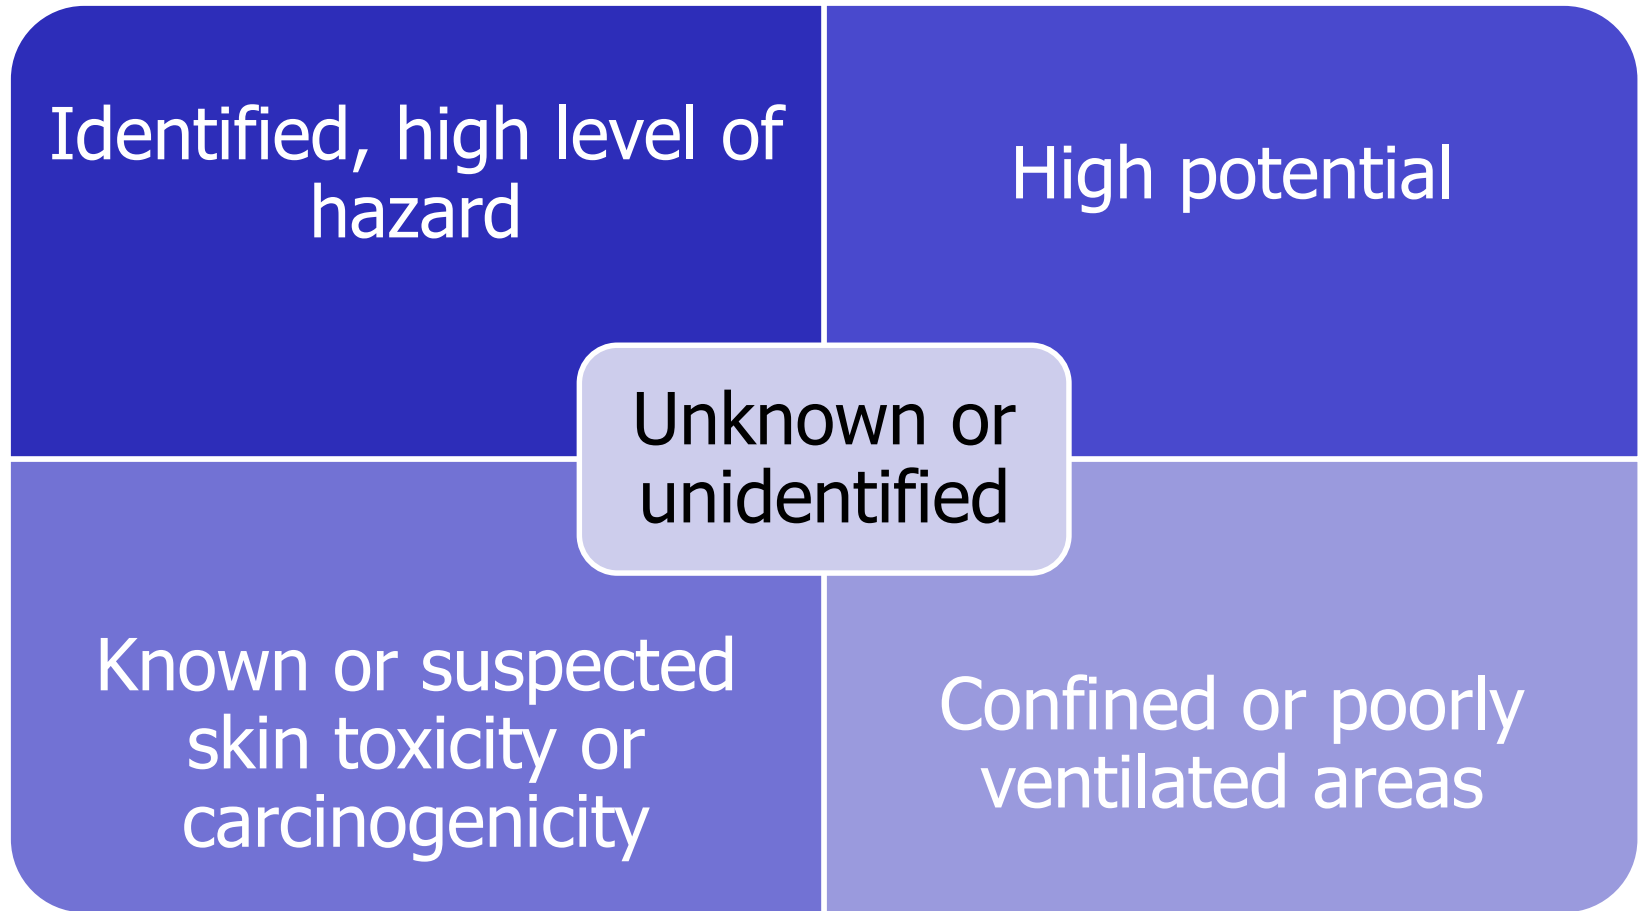 Identified, high level of
hazard
High potential
Unknown or
unidentified
Known or suspected
skin toxicity or
carcinogenicity
Confined or poorly
ventilated areas